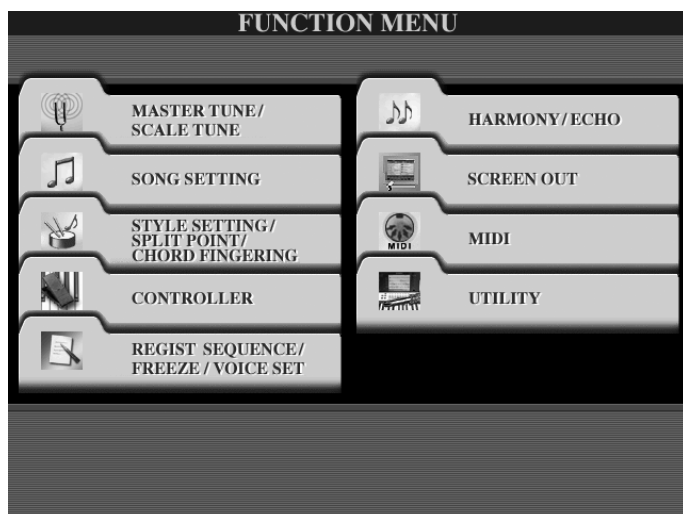 FUNCTION MENU
MASTER TUNE/
SCALE TUNE
SONG SETTING
STYLE SETTING/
SPLIT POINT/
CHORD FINGERING
CONTROLLER
REGIST SEQUENCE/
FREEZE / VOICE SET
HARMONY/ECHO
SCREEN OUT
MIDI
MIDI
UTILITY